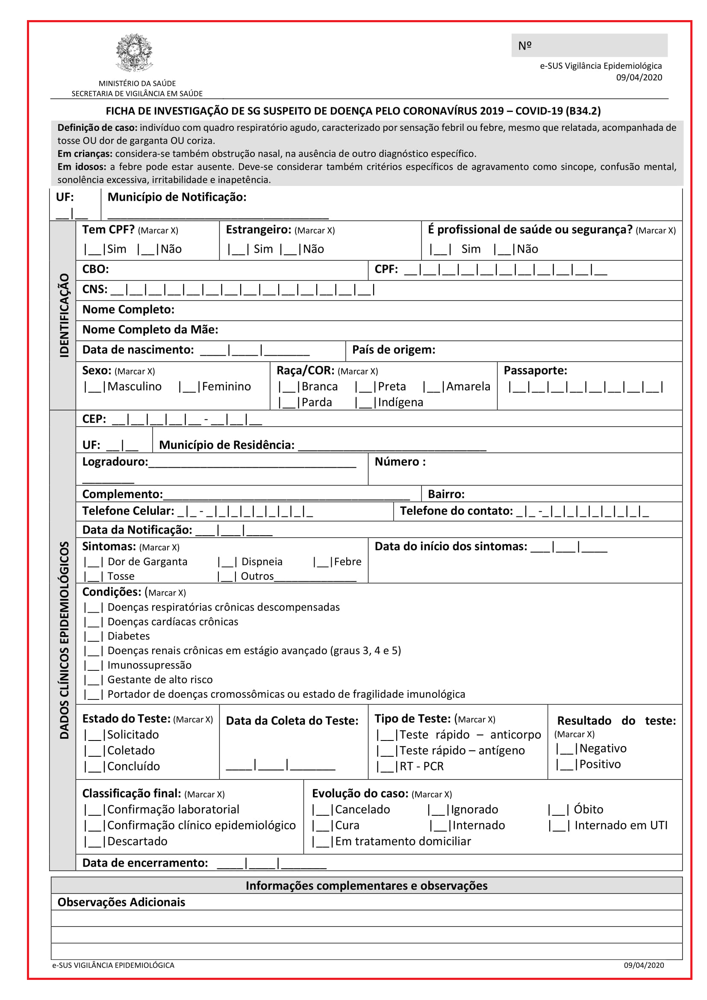 Nº
e-SUS Vigilância Epidemiológica
09/04/2020
MINISTÉRIO DA SAÚDE
SECRETARIA DE VIGILÂNCIA EM SAÚDE
FICHA DE INVESTIGAÇÃO DE SG SUSPEITO DE DOENÇA PELO CORONAVÍRUS 2019 – COVID-19 (B34.2)
Definição de caso: indivíduo com quadro respiratório agudo, caracterizado por sensação febril ou febre, mesmo que relatada, acompanhada de
tosse OU dor de garganta OU coriza.
Em crianças: considera-se também obstrução nasal, na ausência de outro diagnóstico específico.
Em idosos: a febre pode estar ausente. Deve-se considerar também critérios específicos de agravamento como sincope, confusão mental,
sonolência excessiva, irritabilidade e inapetência.
UF: Município de Notificação:
__|__ __________________________________
IDENTIFICAÇÃO
Tem CPF? (Marcar X) Estrangeiro: (Marcar X) É profissional de saúde ou segurança? (Marcar X)
|__|Sim |__|Não |__| Sim |__|Não |__| Sim |__|Não
CBO: CPF: __|__|__|__|__|__|__|__|__|__|__
CNS: __|__|__|__|__|__|__|__|__|__|__|__|__|__|
Nome Completo:
Nome Completo da Mãe:
Data de nascimento: ____|____|_______ País de origem:
Sexo: (Marcar X) Raça/COR: (Marcar X) Passaporte:
|__|Masculino |__|Feminino |__|Branca |__|Preta |__|Amarela |__|__|__|__|__|__|__|__|
|__|Parda |__|Indígena
DADOS CLÍNICOS EPIDEMIOLÓGICOS
CEP: __|__|__|__|__ - __|__|__
UF: __|__ Município de Residência: _____________________________
Logradouro:________________________________ Número :
________
Complemento:______________________________________ Bairro:
Telefone Celular: _|_ - _|_|_|_|_|_|_|_|_ Telefone do contato: _|_ -_|_|_|_|_|_|_|_|_
Data da Notificação: ___|___|____
Sintomas: (Marcar X) Data do início dos sintomas: ___|___|____
|__| Dor de Garganta |__| Dispneia |__|Febre
|__| Tosse |__| Outros______________
Condições: (Marcar X)
|__| Doenças respiratórias crônicas descompensadas
|__| Doenças cardíacas crônicas
|__| Diabetes
|__| Doenças renais crônicas em estágio avançado (graus 3, 4 e 5)
|__| Imunossupressão
|__| Gestante de alto risco
|__| Portador de doenças cromossômicas ou estado de fragilidade imunológica
Estado do Teste: (Marcar X)
|__|Solicitado
|__|Coletado
|__|Concluído
Data da Coleta do Teste:
____|____|_______
Tipo de Teste: (Marcar X)
|__|Teste rápido – anticorpo
|__|Teste rápido – antígeno
|__|RT - PCR
Resultado do teste:
(Marcar X)
|__|Negativo
|__|Positivo
Classificação final: (Marcar X)
|__|Confirmação laboratorial
|__|Confirmação clínico epidemiológico
|__|Descartado
Evolução do caso: (Marcar X)
|__|Cancelado |__|Ignorado |__| Óbito
|__|Cura |__|Internado |__| Internado em UTI
|__|Em tratamento domiciliar
Data de encerramento: ____|____|_______
Informações complementares e observações
Observações Adicionais
e-SUS VIGILÂNCIA EPIDEMIOLÓGICA 09/04/2020